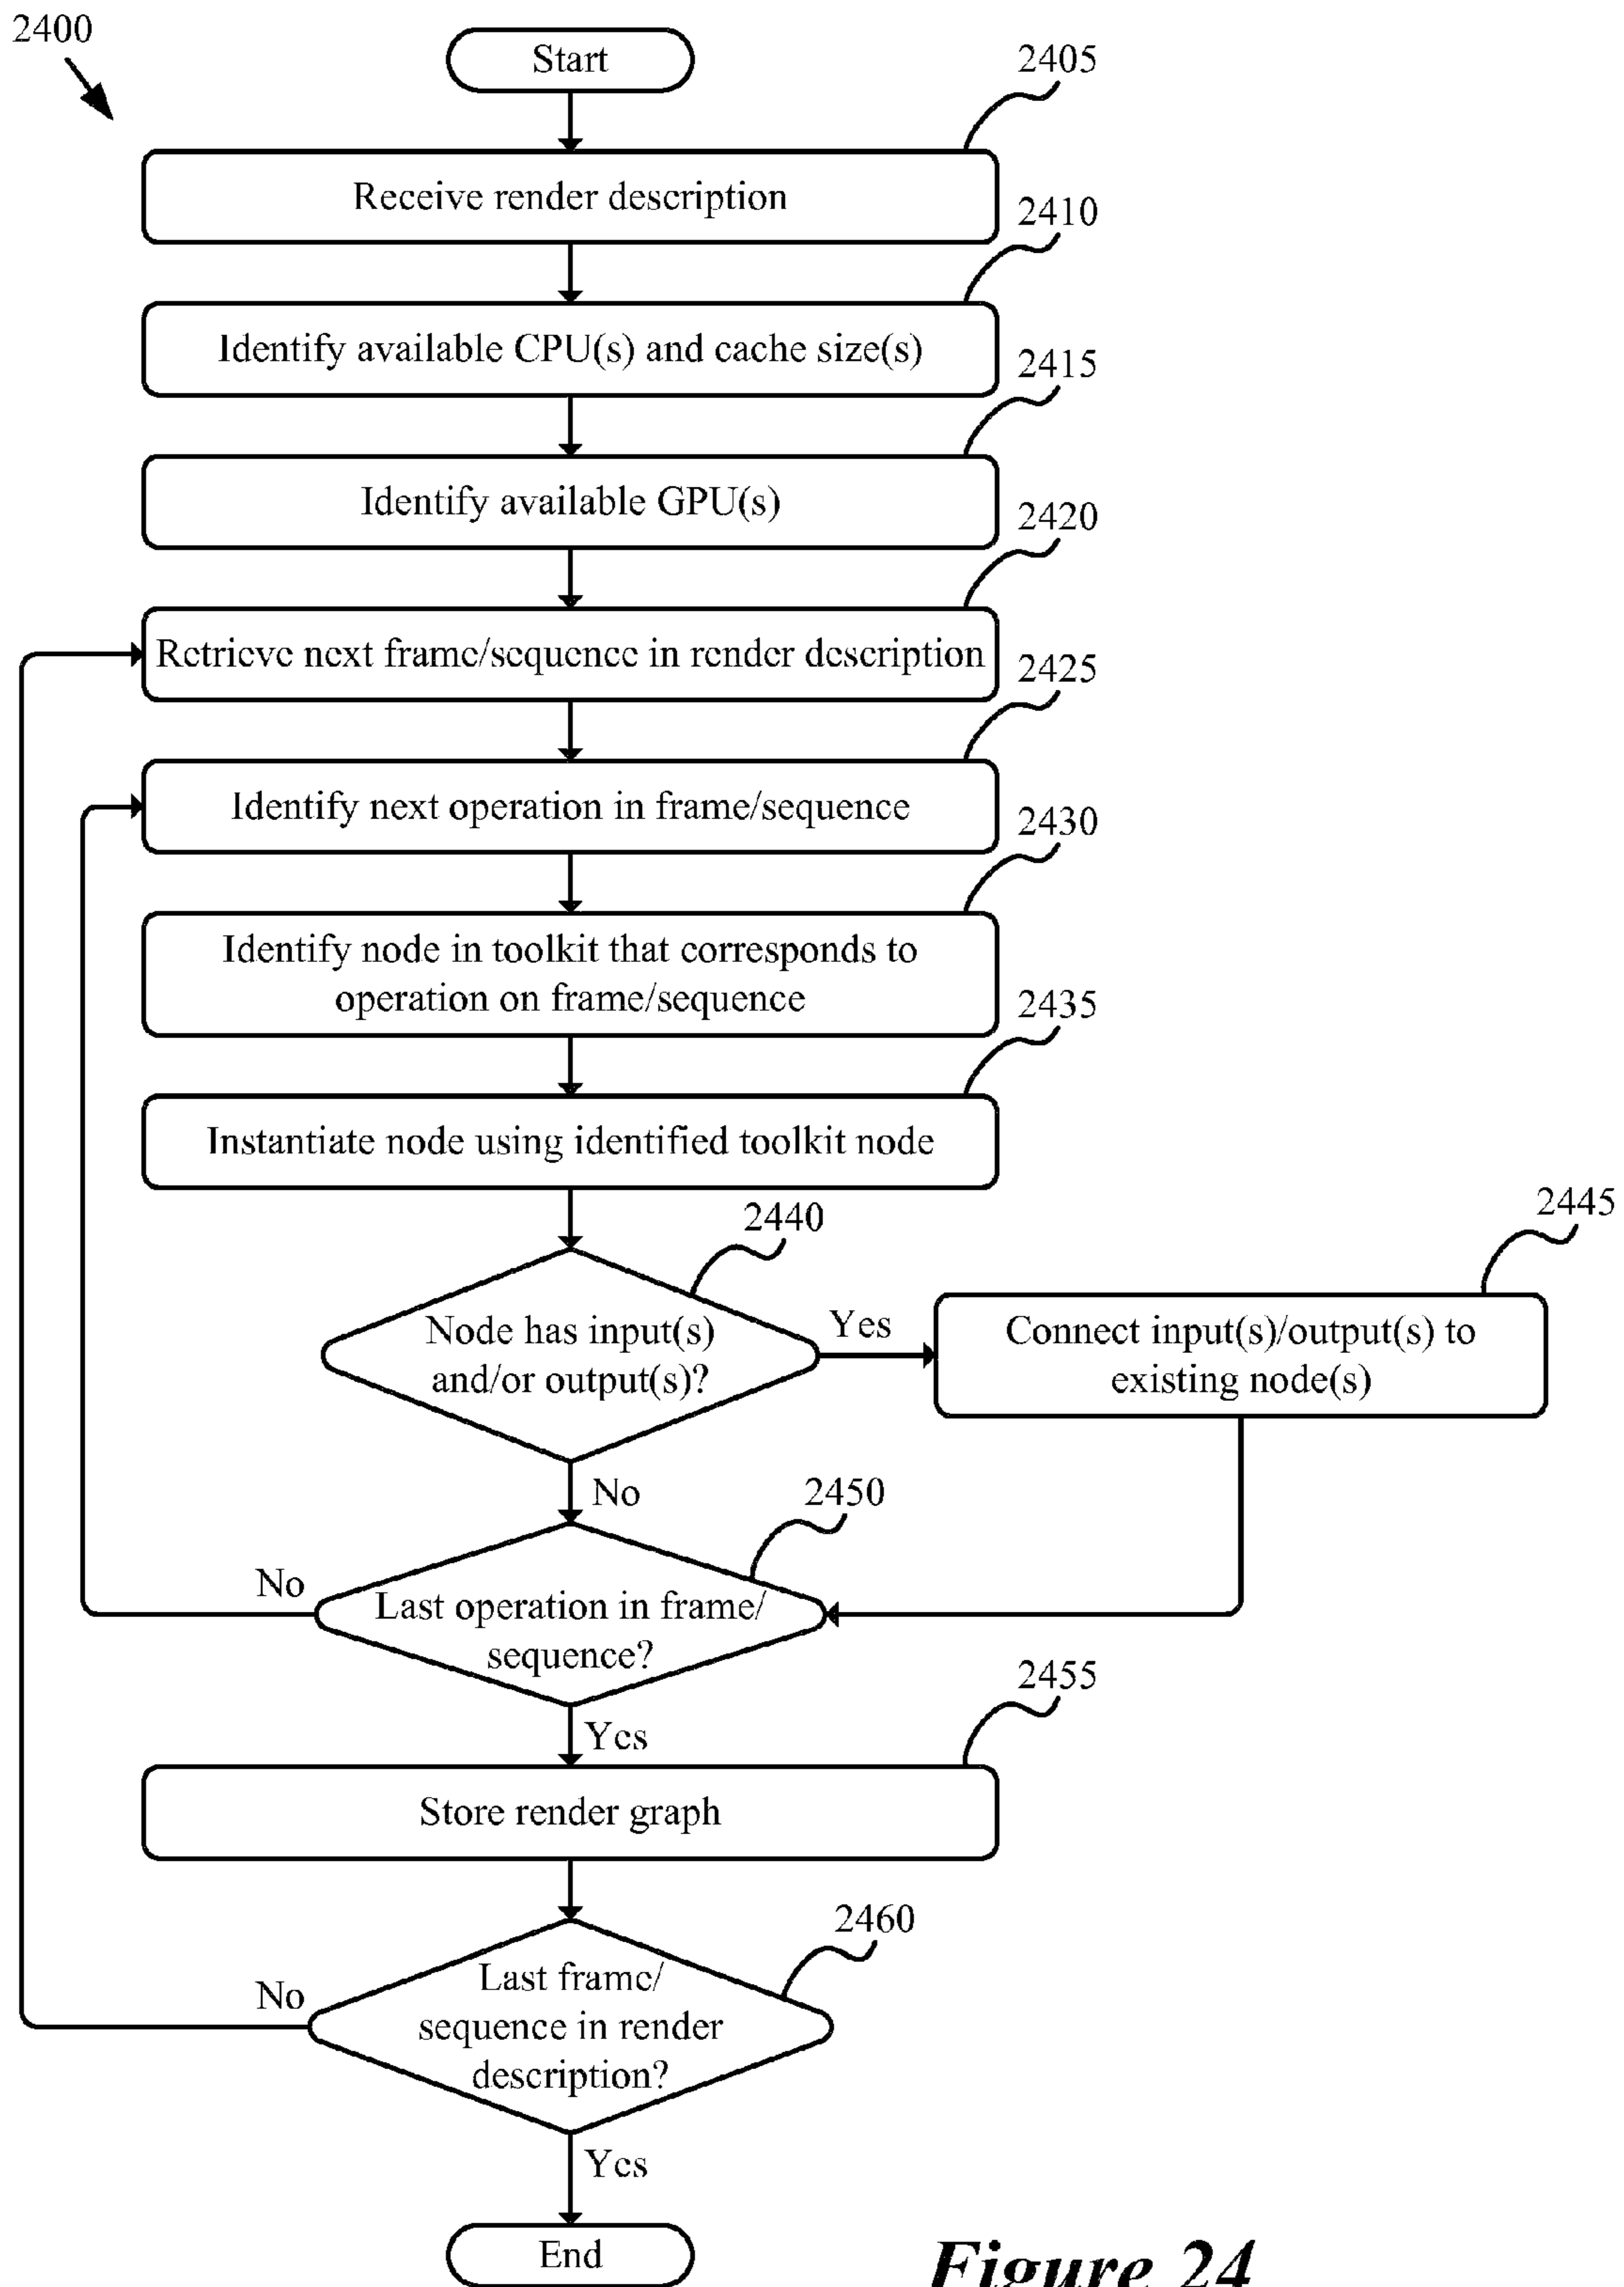 2400
Start
2405
Receive render description
2410
Identify available CPU(s) and cache size(s)
2415
Identify available GPU(s)
2420
Retrieve next frame/sequence in render description
2425
Identify next operation in frame/sequence
2430
Identify node in toolkit that corresponds to
operation on frame/sequence
2435
Instantiate node using identified toolkit node
2440
2445
Node has input(s)
and/or output(s)?
Yes
Connect input(s)/output(s) to
existing node(s)
No
2450
No
Last operation in frame/
sequence?
2455
Yes
Store render graph
2460
No
Last frame/
sequence in render
description?
Yes
End
Figure 24